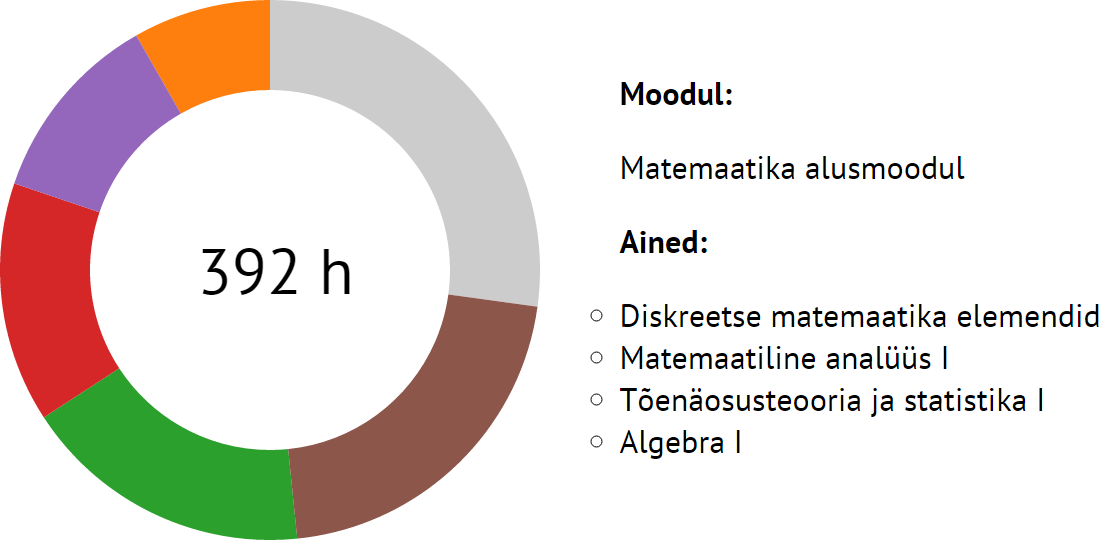 392 h
Moodul:
Matemaatika alusmoodul
Ained:
Diskreetse matemaatika elemendid
Matemaatiline analüüs I
Tõenäosusteooria ja statistika I
Algebra I